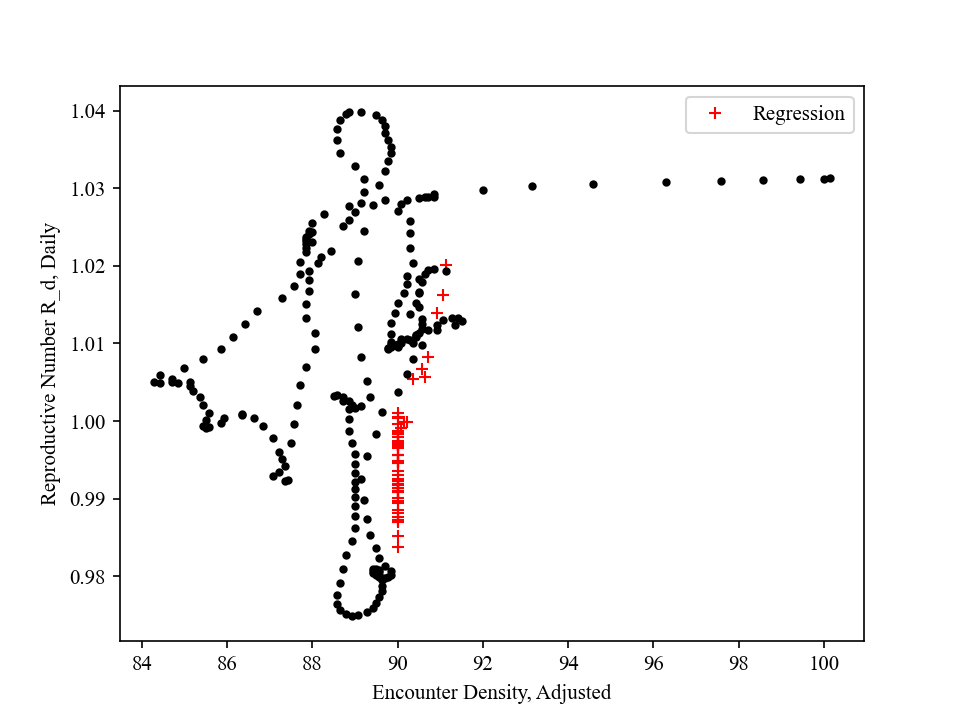 Regression
1.04
1.03
1.02
1.01
1.00
0.99
0.98
Reproductive Number R_d, Daily
84 86 88 90 92 94 96 98 100
Encounter Density, Adjusted